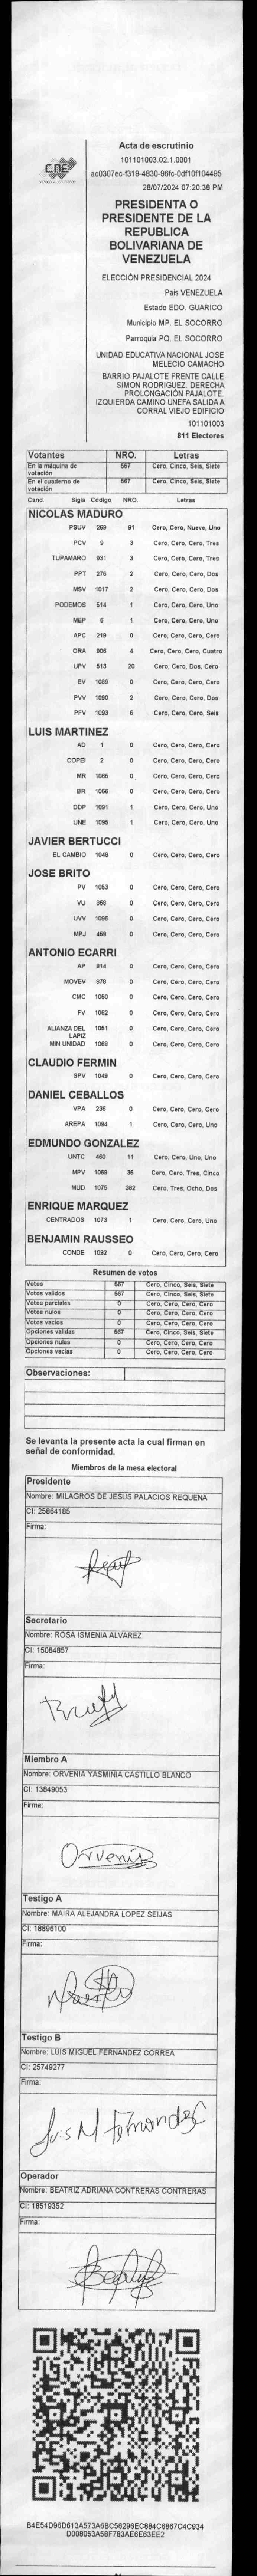 CNE
Acta de escrutinio
101101003.02.1.0001
ac0307ec-f319-4830-96fc-0df10f104495
28/07/2024 07:20:38 PM
PRESIDENTA O
PRESIDENTE DE LA
REPUBLICA
BOLIVARIANA DE
VENEZUELA
ELECCIÓN PRESIDENCIAL 2024
Pais VENEZUELA
Estado EDO. GUARICO
Municipio MP. EL SOCORRO
Parroquia PQ. EL SOCORRO
UNIDAD EDUCATIVA NACIONAL JOSE
MELECIO CAMACHO
BARRIO PAJALOTE FRENTE CALLE
SIMON RODRIGUEZ. DERECHA
PROLONGACIÓN PAJALOTE.
IZQUIERDA CAMINO UNEFA SALIDA A
CORRAL VIEJO EDIFICIO
101101003
811 Electores
Votantes NRO. Letras
En la máquina de votación 567 Cero, Cinco, Seis, Siete
En el cuaderno de votación 567 Cero, Cinco, Seis, Siete
Cand. Sigla Código NRO. Letras
NICOLAS MADURO
PSUV 269 91 Cero, Cero, Nueve, Uno
PCV 9 3 Cero, Cero, Cero, Tres
TUPAMARO 931 3 Cero, Cero, Cero, Tres
PPT 276 2 Cero, Cero, Cero, Dos
MSV 1017 2 Cero, Cero, Cero, Dos
PODEMOS 514 1 Cero, Cero, Cero, Uno
MEP 6 1 Cero, Cero, Cero, Uno
APC 219 0 Cero, Cero, Cero, Cero
ORA 906 4 Cero, Cero, Cero, Cuatro
UPV 513 20 Cero, Cero, Dos, Cero
EV 1089 0 Cero, Cero, Cero, Cero
PVV 1090 2 Cero, Cero, Cero, Dos
PFV 1093 6 Cero, Cero, Cero, Seis
LUIS MARTINEZ
AD 1 0 Cero, Cero, Cero, Cero
COPEI 2 0 Cero, Cero, Cero, Cero
MR 1065 0 Cero, Cero, Cero, Cero
BR 1066 0 Cero, Cero, Cero, Cero
DDP 1091 1 Cero, Cero, Cero, Uno
UNE 1095 1 Cero, Cero, Cero, Uno
JAVIER BERTUCCI
EL CAMBIO 1048 0 Cero, Cero, Cero, Cero
JOSE BRITO
PV 1053 0 Cero, Cero, Cero, Cero
VU 868 0 Cero, Cero, Cero, Cero
UVV 1096 0 Cero, Cero, Cero, Cero
MPJ 458 0 Cero, Cero, Cero, Cero
ANTONIO ECARRI
AP 814 0 Cero, Cero, Cero, Cero
MOVEV 978 0 Cero, Cero, Cero, Cero
CMC 1050 0 Cero, Cero, Cero, Cero
FV 1062 0 Cero, Cero, Cero, Cero
ALIANZA DEL LAPIZ 1061 0 Cero, Cero, Cero, Cero
MIN UNIDAD 1068 0 Cero, Cero, Cero, Cero
CLAUDIO FERMIN
SPV 1049 0 Cero, Cero, Cero, Cero
DANIEL CEBALLOS
VPA 236 0 Cero, Cero, Cero, Cero
AREPA 1094 1 Cero, Cero, Cero, Uno
EDMUNDO GONZALEZ
UNTC 460 11 Cero, Cero, Uno, Uno
MPV 1069 35 Cero, Cero, Tres, Cinco
MUD 1075 382 Cero, Tres, Ocho, Dos
ENRIQUE MARQUEZ
CENTRADOS 1073 1 Cero, Cero, Cero, Uno
BENJAMIN RAUSSEO
CONDE 1092 0 Cero, Cero, Cero, Cero
Resumen de votos
Votos 567 Cero, Cinco, Seis, Siete
Votos validos 567 Cero, Cinco, Seis, Siete
Votos parciales 0 Cero, Cero, Cero, Cero
Votos nulos 0 Cero, Cero, Cero, Cero
Votos vacios 0 Cero, Cero, Cero, Cero
Opciones validas 567 Cero, Cinco, Seis, Siete
Opciones nulas 0 Cero, Cero, Cero, Cero
Opciones vacias 0 Cero, Cero, Cero, Cero
Observaciones:
Se levanta la presente acta la cual firman en
señal de conformidad.
Miembros de la mesa electoral
Presidente
Nombre: MILAGROS DE JESUS PALACIOS REQUENA
CI: 25864185
Firma:
Secretario
Nombre: ROSA ISMENIA ALVAREZ
CI: 15084857
Firma:
Miembro A
Nombre: ORVENIA YASMINIA CASTILLO BLANCO
CI: 13849053
Firma:
Orvenia
Testigo A
Nombre: MAIRA ALEJANDRA LOPEZ SEIJAS
CI: 18896100
Firma:
Testigo B
Nombre: LUIS MIGUEL FERNANDEZ CORREA
CI: 25749277
Firma:
Luis M Fernandez
Operador
Nombre: BEATRIZ ADRIANA CONTRERAS CONTRERAS
CI: 18519352
Firma:
B4E54D96D613A573A6BC56296EC884C6867C4C934
D008053A58F783AE6E63EE2